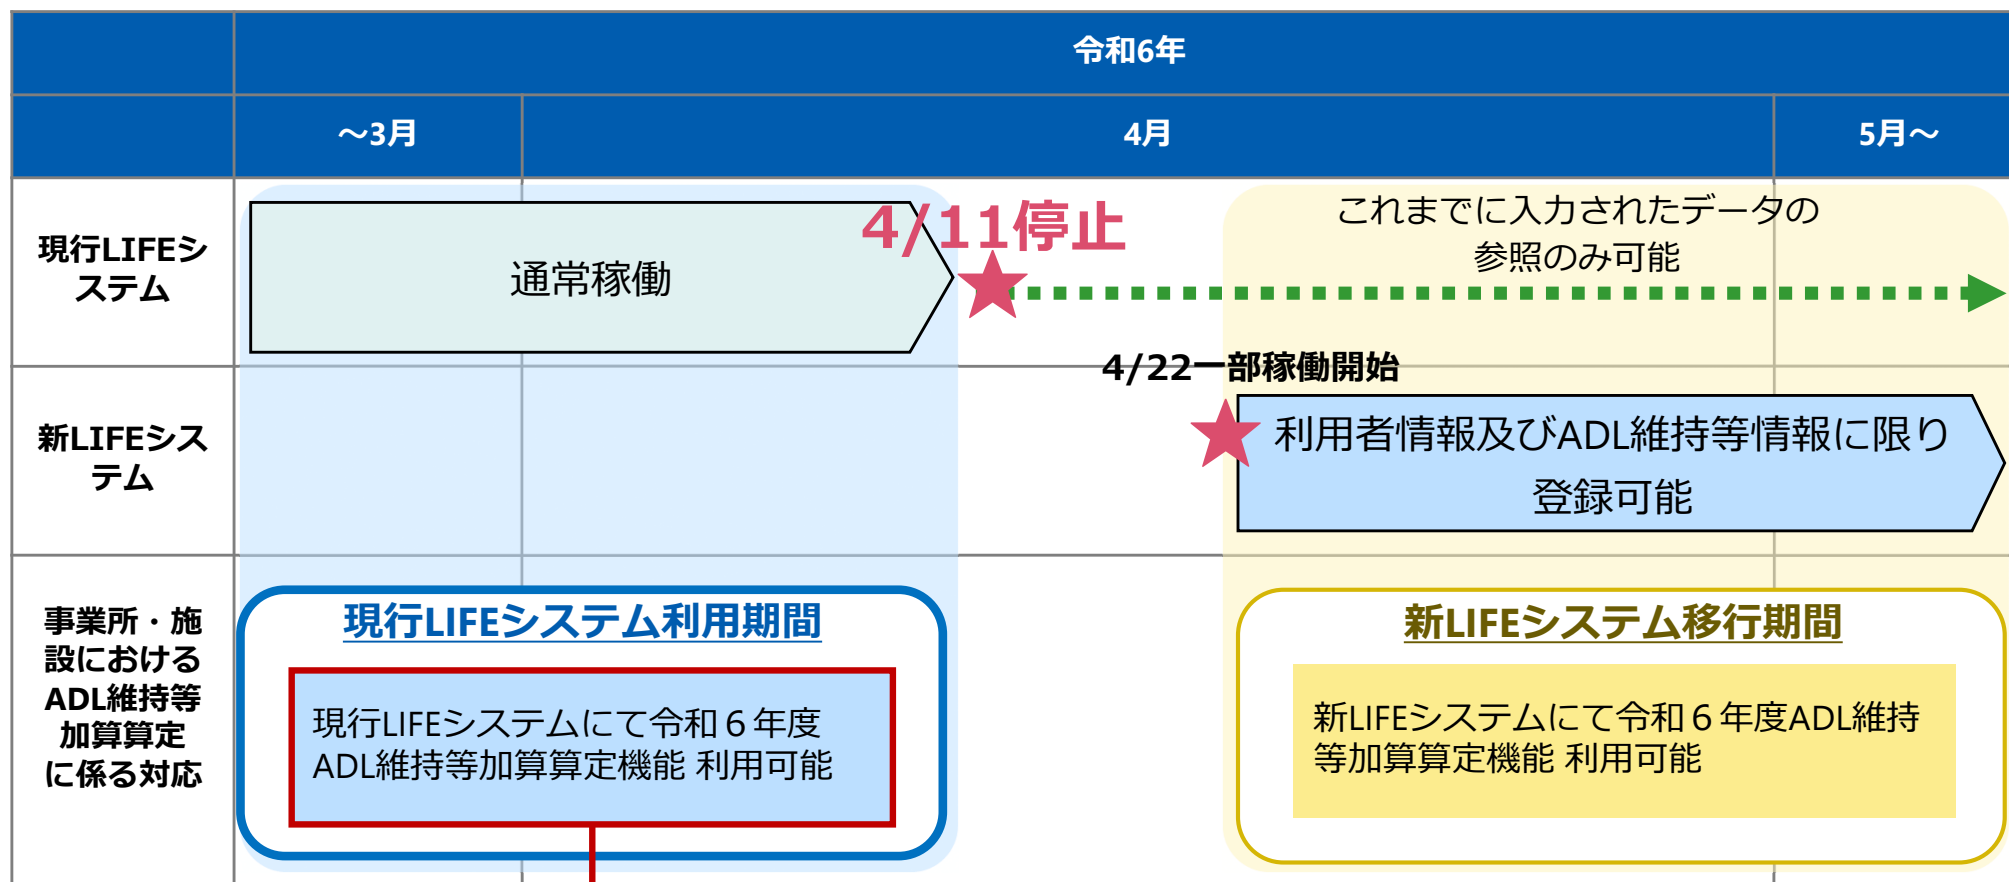 令和6年
～3月
4月
5月～
現行LIFEシ
ステム
通常稼働
4/11停止
これまでに入力されたデータの
参照のみ可能
新LIFEシス
テム
4/22一部稼働開始
利用者情報及びADL維持等情報に限り
登録可能
事業所・施
設における
ADL維持等
加算算定
に係る対応
現行LIFEシステム利用期間
現行LIFEシステムにて令和６年度
ADL維持等加算算定機能 利用可能
新LIFEシステム移行期間
新LIFEシステムにて令和６年度ADL維持
等加算算定機能 利用可能